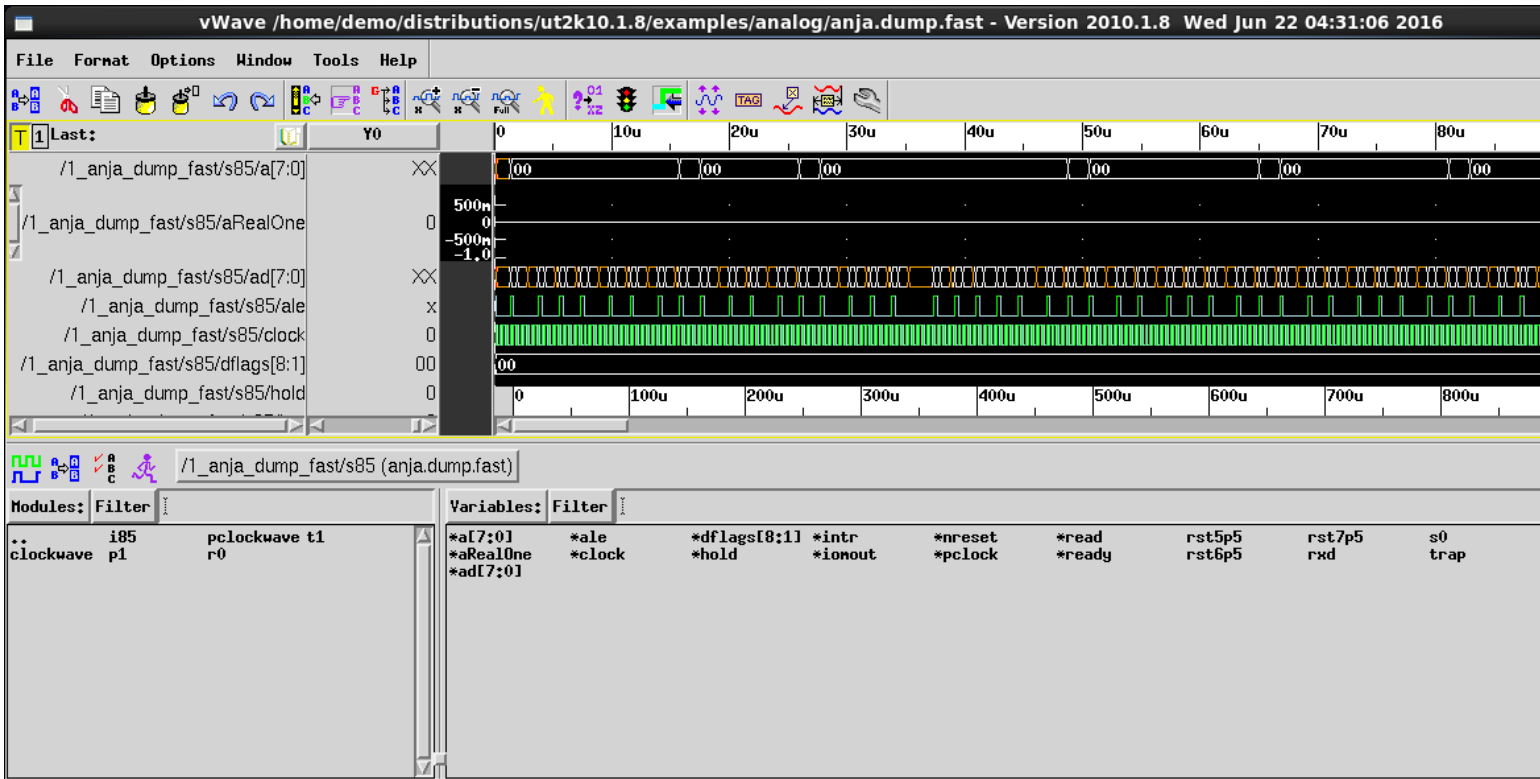 vWave /home/demo/distributions/ut2k10.1.8/examples/analog/anja.dump.fast - Version 2010.1.8 Wed Jun 22 04:31:06 2016
File Format Options Window Tools Help
T 1 Last: Y0 0 10u 20u 30u 40u 50u 60u 70u 80u
/1_anja_dump_fast/s85/a[7:0] XX 00 00 00 00 00 00
500m
/1_anja_dump_fast/s85/aRealOne 0 0
-500m
-1.0
/1_anja_dump_fast/s85/ad[7:0] XX
/1_anja_dump_fast/s85/ale x
/1_anja_dump_fast/s85/clock 0
/1_anja_dump_fast/s85/dflags[8:1] 00 00
/1_anja_dump_fast/s85/hold 0 0 100u 200u 300u 400u 500u 600u 700u 800u
/1_anja_dump_fast/s85 (anja.dump.fast)
Modules: Filter Variables: Filter
.. i85 pclockwave t1 *a[7:0] *ale *dflags[8:1] *intr *nreset *read rst5p5 rst7p5 s0
clockwave p1 r0 *aRealOne *clock *hold *iomout *pclock *ready rst6p5 rxd trap
*ad[7:0]